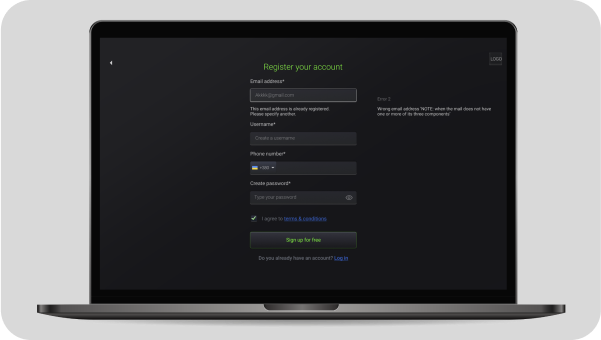 LOGO
Register your account
Email address*
AMAK@gmail.com
This email address is already registered.
Please specify another.
Error 2
Wrong email address 'NOTE: when the mail does not have
one or more of its three components'
Username*
Create a username
Phone number*
Create password*
Type your password
I agree to terms & conditions
Sign up for free
Do you already have an account? Log In